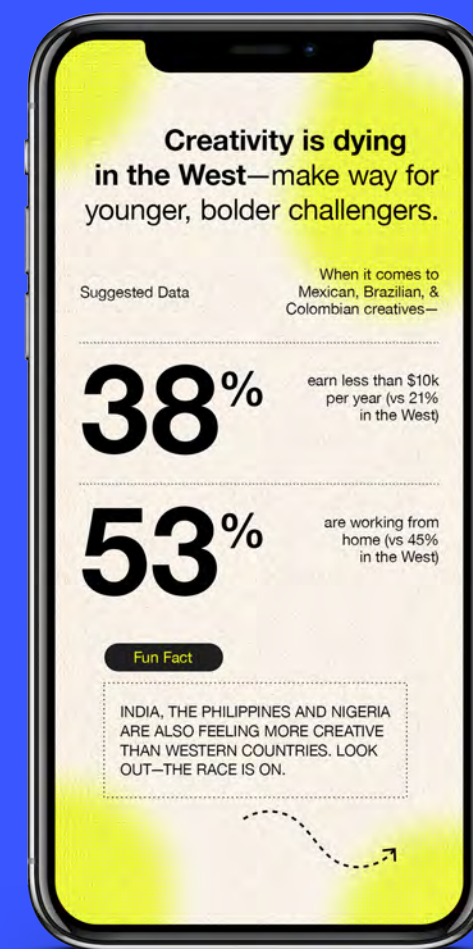 Creativity is dying
in the West—make way for
younger, bolder challengers.
Suggested Data
When it comes to
Mexican, Brazilian, &
Colombian creatives—
38%
earn less than $10k
per year (vs 21%
in the West)
53%
are working from
home (vs 45%
in the West)
Fun Fact
INDIA, THE PHILIPPINES AND NIGERIA
ARE ALSO FEELING MORE CREATIVE
THAN WESTERN COUNTRIES. LOOK
OUT—THE RACE IS ON.